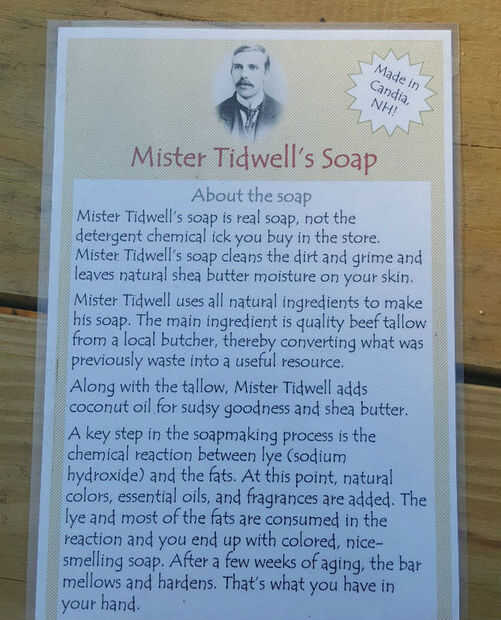 Made in
Candia,
NH!
Mister Tidwell's Soap
About the soap
Mister Tidwell's soap is real soap, not the
detergent chemical ick you buy in the store.
Mister Tidwell's soap cleans the dirt and grime and
leaves natural shea butter moisture on your skin.
Mister Tidwell uses all natural ingredients to make
his soap. The main ingredient is quality beef tallow
from a local butcher, thereby converting what was
previously waste into a useful resource.
Along with the tallow, Mister Tidwell adds
coconut oil for sudsy goodness and shea butter.
A key step in the soapmaking process is the
chemical reaction between lye (sodium
hydroxide) and the fats. At this point, natural
colors, essential oils, and fragrances are added. The
lye and most of the fats are consumed in the
reaction and you end up with colored, nice-
smelling soap. After a few weeks of aging, the bar
mellows and hardens. That's what you have in
your hand.